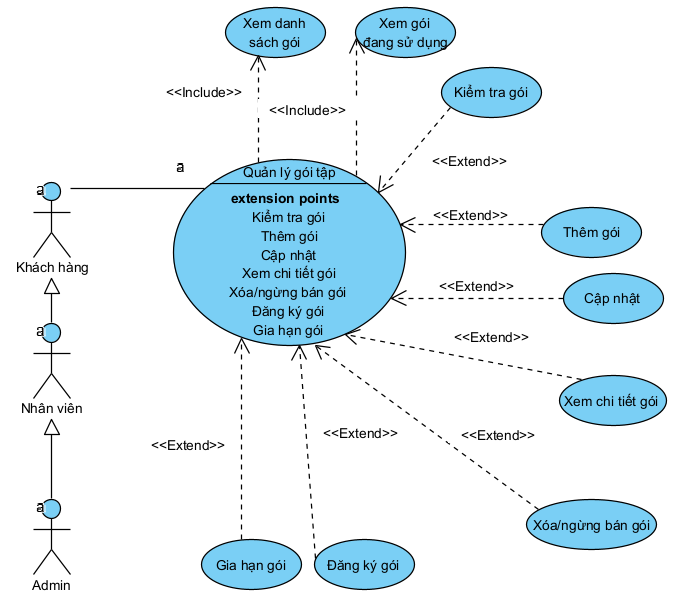 Xem danh
sách gói
Xem gói
đang sử dụng
<<Include>>
<<Include>>
Kiểm tra gói
<<Extend>>
a
Quản lý gói tập
extension points
Kiểm tra gói
Thêm gói
Cập nhật
Xem chi tiết gói
Xóa/ngừng bán gói
Đăng ký gói
Gia hạn gói
a
Khách hàng
<<Extend>>
Thêm gói
<<Extend>>
Cập nhật
a
Nhân viên
<<Extend>>
Xem chi tiết gói
<<Extend>>
<<Extend>>
<<Extend>>
Xóa/ngừng bán gói
a
Admin
Gia hạn gói
Đăng ký gói